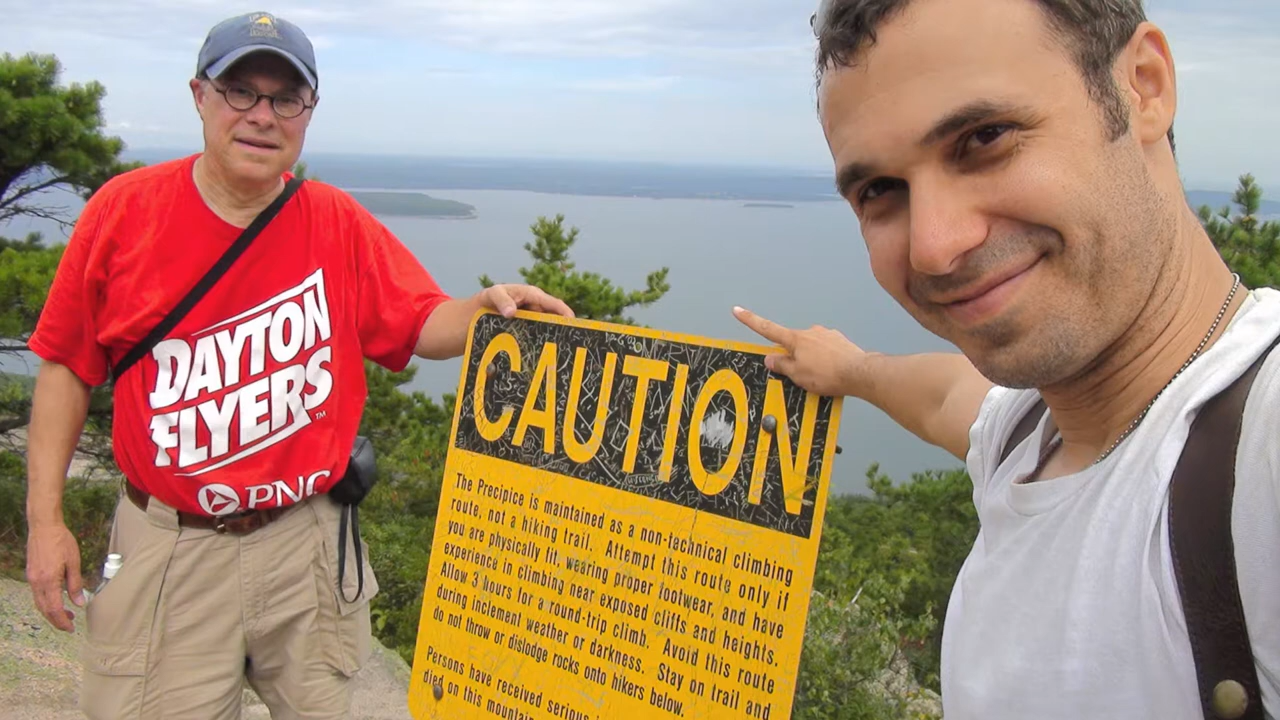 DAYTON
FLYERS
TM
PNC
CAUTION
The Precipice is maintained as a non-technical climbing
route, not a hiking trail. Attempt this route only if
you are physically fit, wearing proper footwear, and have
experience in climbing near exposed cliffs and heights.
Allow 3 hours for a round-trip climb. Avoid this route
during inclement weather or darkness. Stay on trail and
do not throw or dislodge rocks onto hikers below.
Persons have received serious
died on this mountain